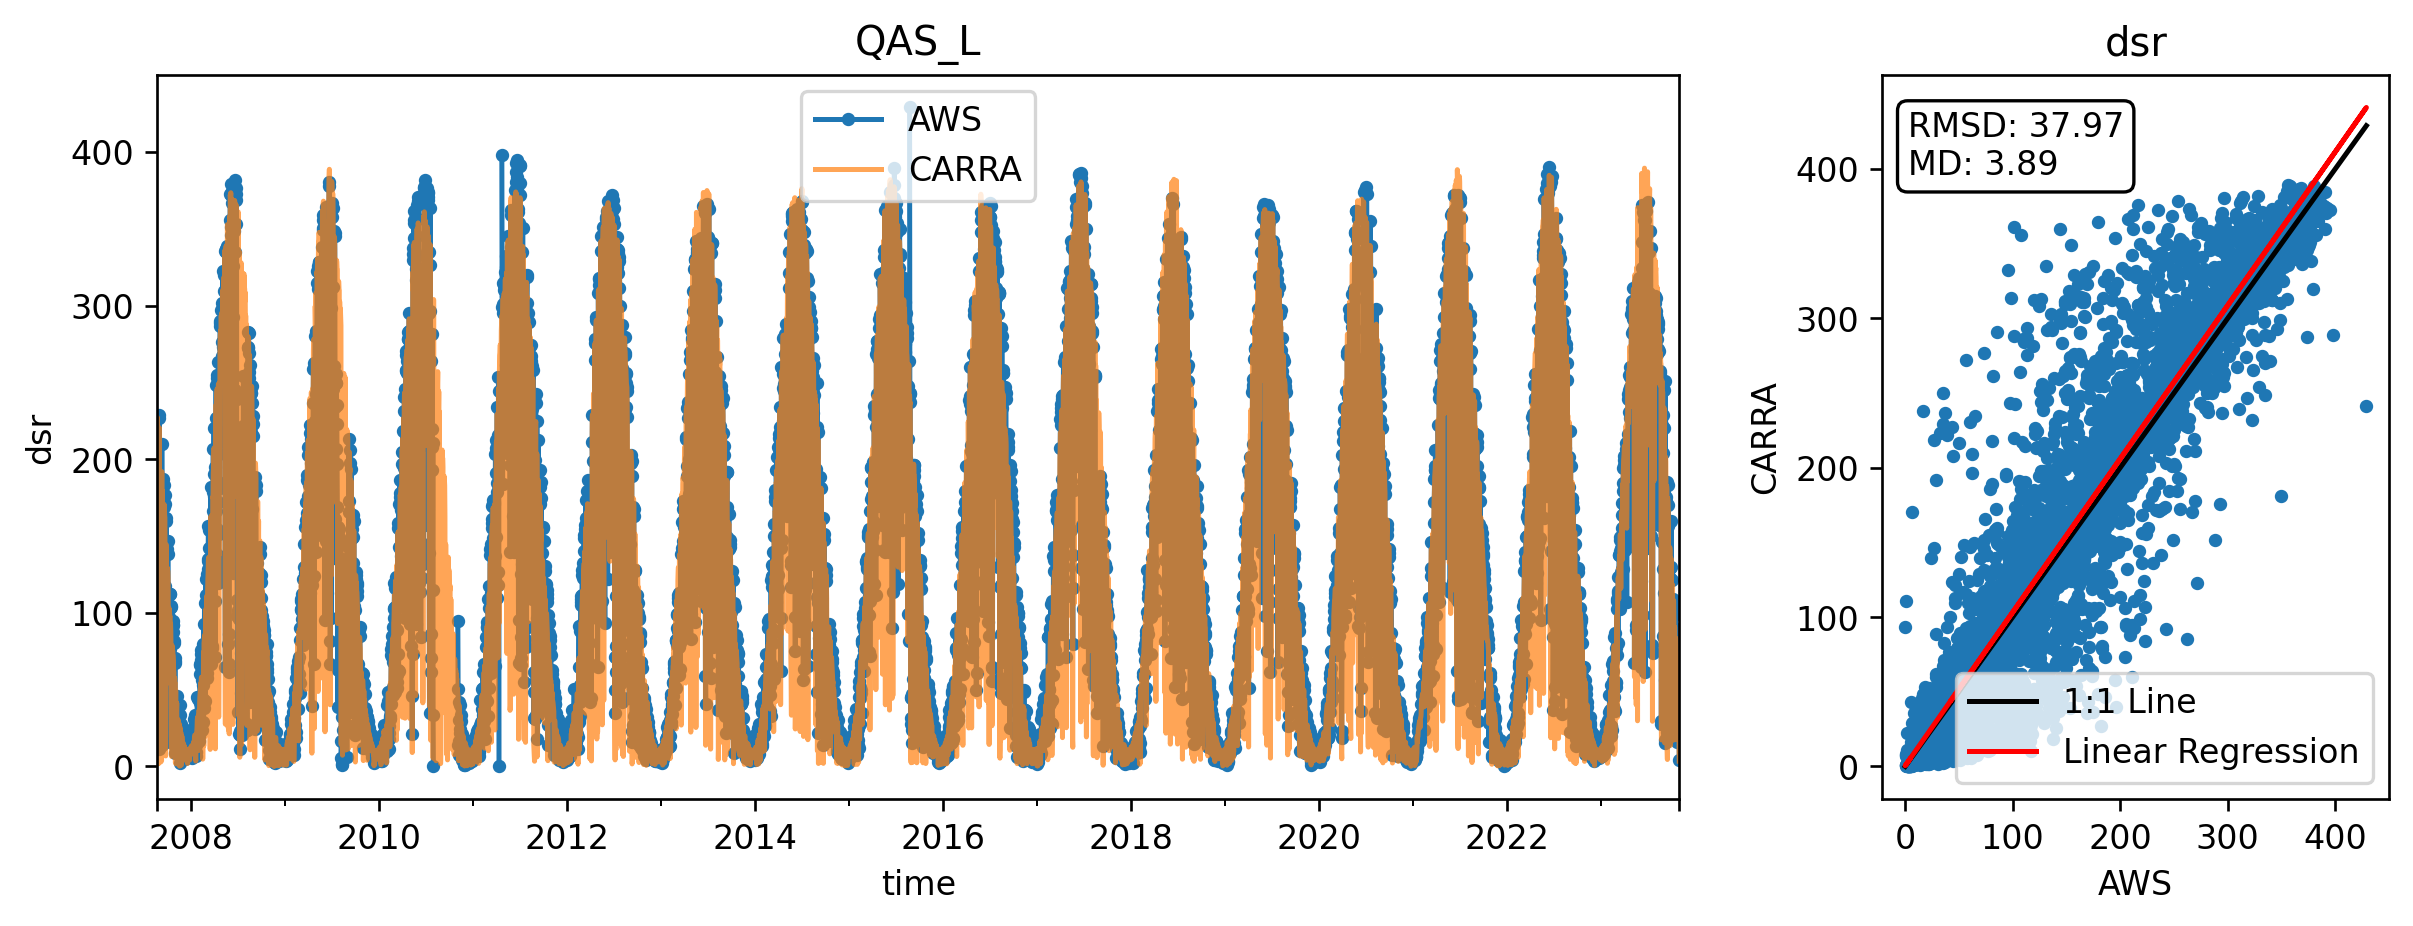 QAS_L
AWS
CARRA
400
300
200
100
0
dsr
2008 2010 2012 2014 2016 2018 2020 2022
time
dsr
RMSD: 37.97
MD: 3.89
400
300
200
100
0
CARRA
1:1 Line
Linear Regression
0 100 200 300 400
AWS